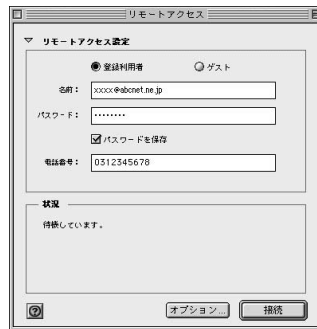 リモートアクセス
リモートアクセス設定
登録利用者 ゲスト
名前： xxxx@abcnet.ne.jp
パスワード： ••••••••
パスワードを保存
電話番号： 0312345678
状況
待機しています。
オプション... 接続